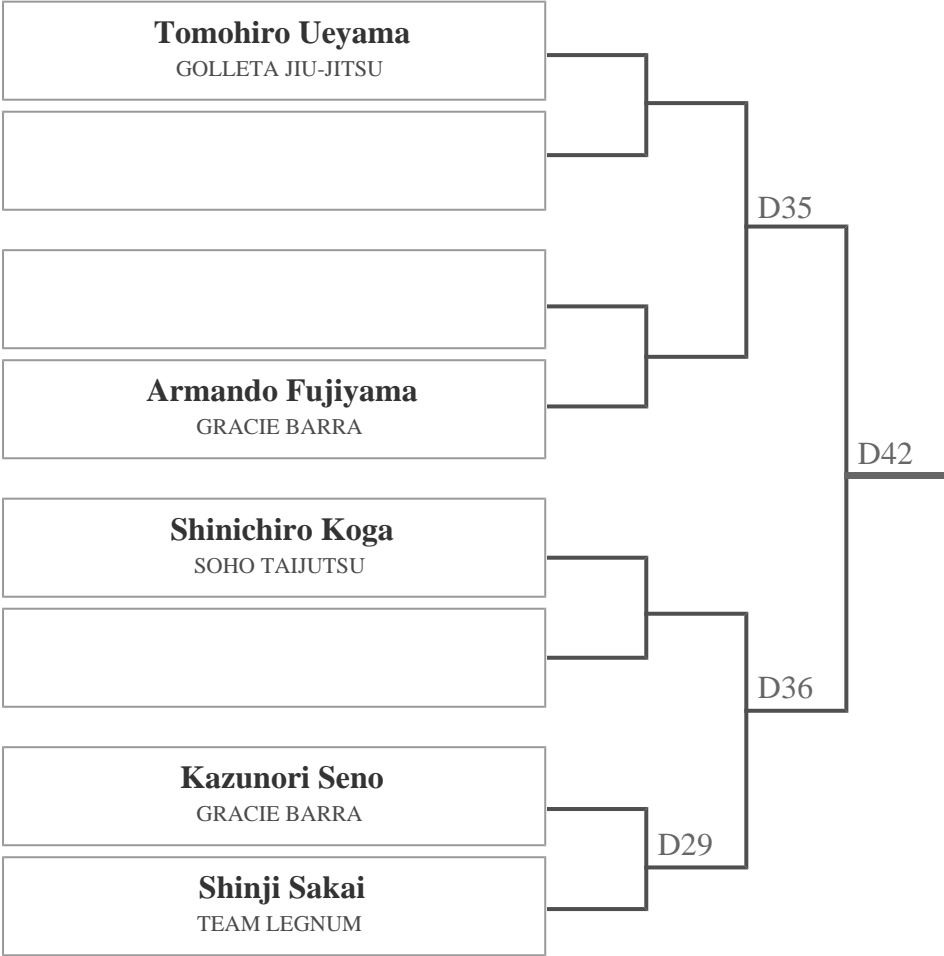 Tomohiro Ueyama
GOLLETA JIU-JITSU
D35
Armando Fujiyama
GRACIE BARRA
D42
Shinichiro Koga
SOHO TAIJUTSU
D36
Kazunori Seno
GRACIE BARRA
D29
Shinji Sakai
TEAM LEGNUM